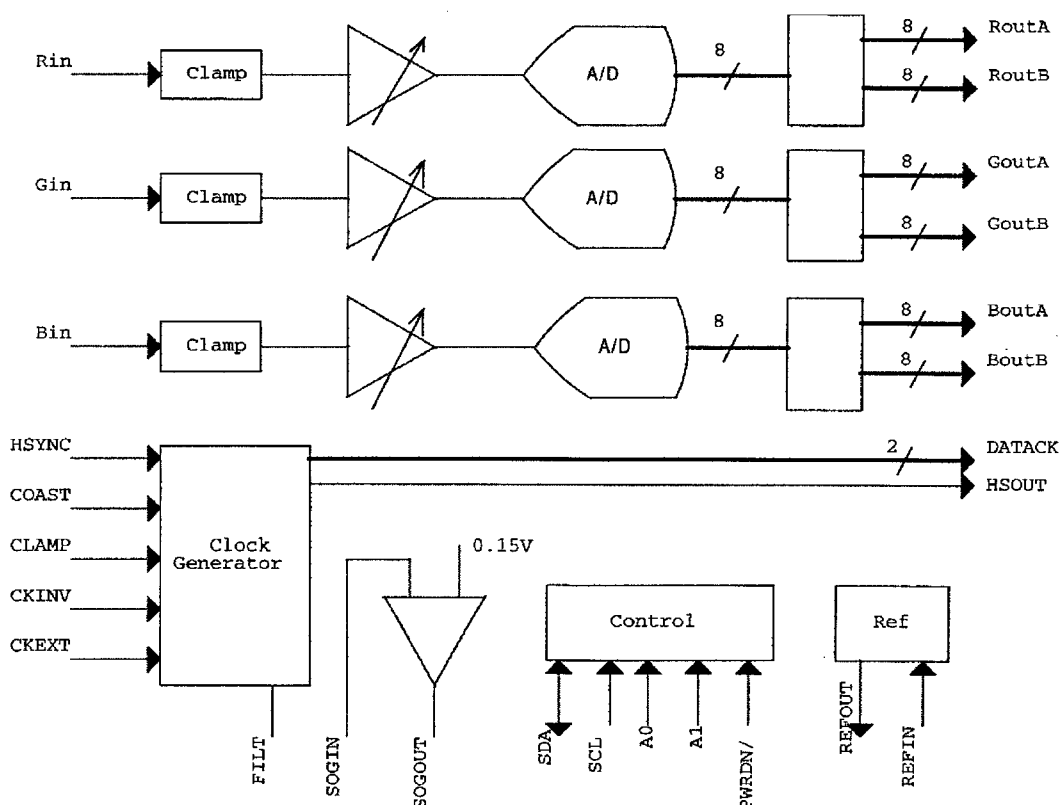 Rin
Clamp
A/D
8
8
RoutA
8
RoutB
Gin
Clamp
A/D
8
8
GoutA
8
GoutB
Bin
Clamp
A/D
8
8
BoutA
8
BoutB
HSYNC
COAST
CLAMP
CKINV
CKEXT
Clock
Generator
2
DATACK
HSOUT
0.15V
Control
Ref
FILT
SOGIN
SOGOUT
SDA
SCL
A0
A1
PWRDN/
REFOUT
REFIN